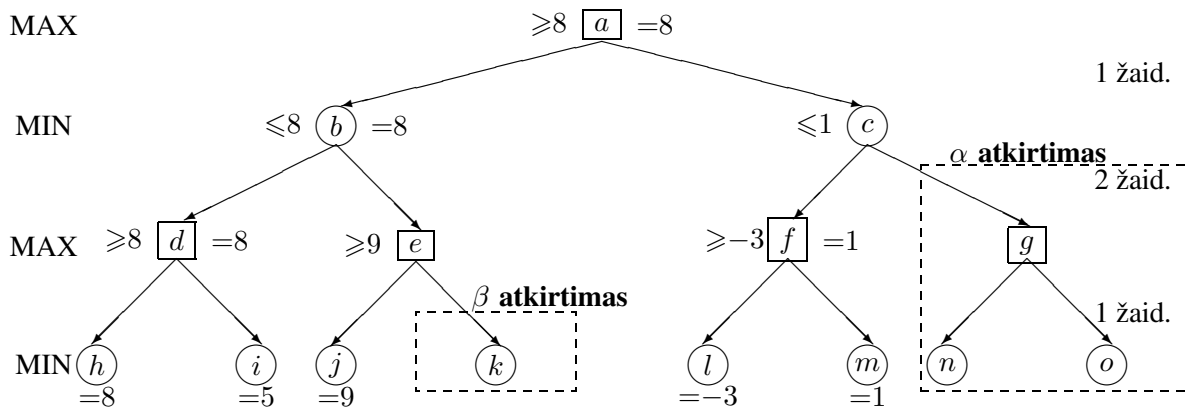 MAX ⩾8 a =8
1 žaid.
MIN ⩽8 b =8 ⩽1 c
α atkirtimas
2 žaid.
MAX ⩾8 d =8 ⩾9 e ⩾−3 f =1 g
β atkirtimas 1 žaid.
MIN h i j k l m n o
=8 =5 =9 =−3 =1